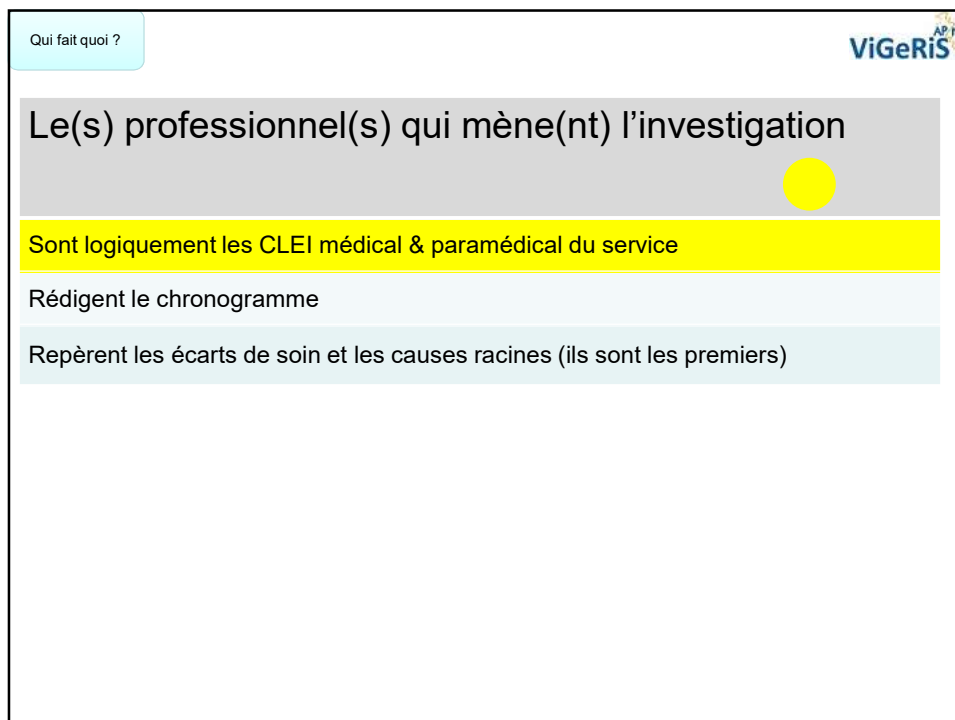 Qui fait quoi ?
AP
ViGeRiS
Le(s) professionnel(s) qui mène(nt) l’investigation
Sont logiquement les CLEI médical & paramédical du service
Rédigent le chronogramme
Repèrent les écarts de soin et les causes racines (ils sont les premiers)